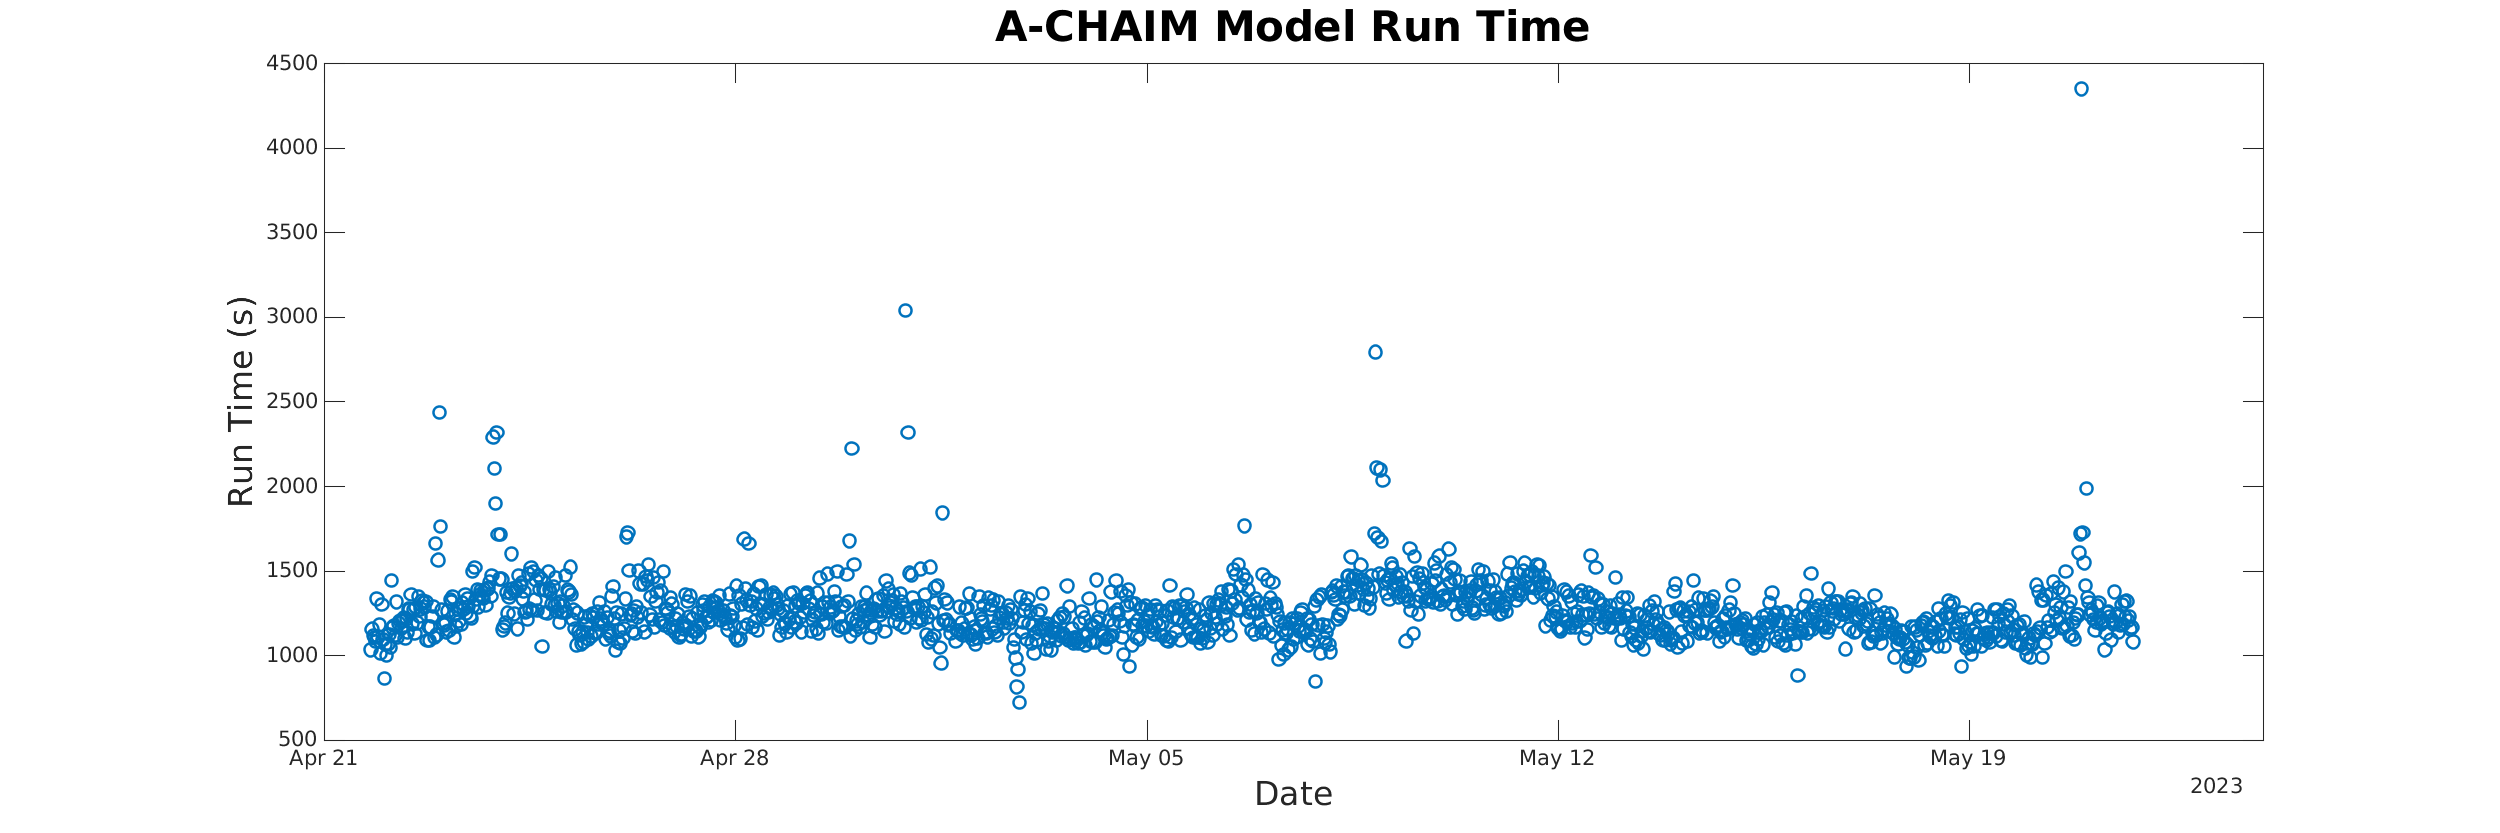 A-CHAIM Model Run Time
4500
4000
3500
3000
2500
2000
1500
1000
500
Run Time (s)
Apr 21
Apr 28
May 05
May 12
May 19
2023
Date